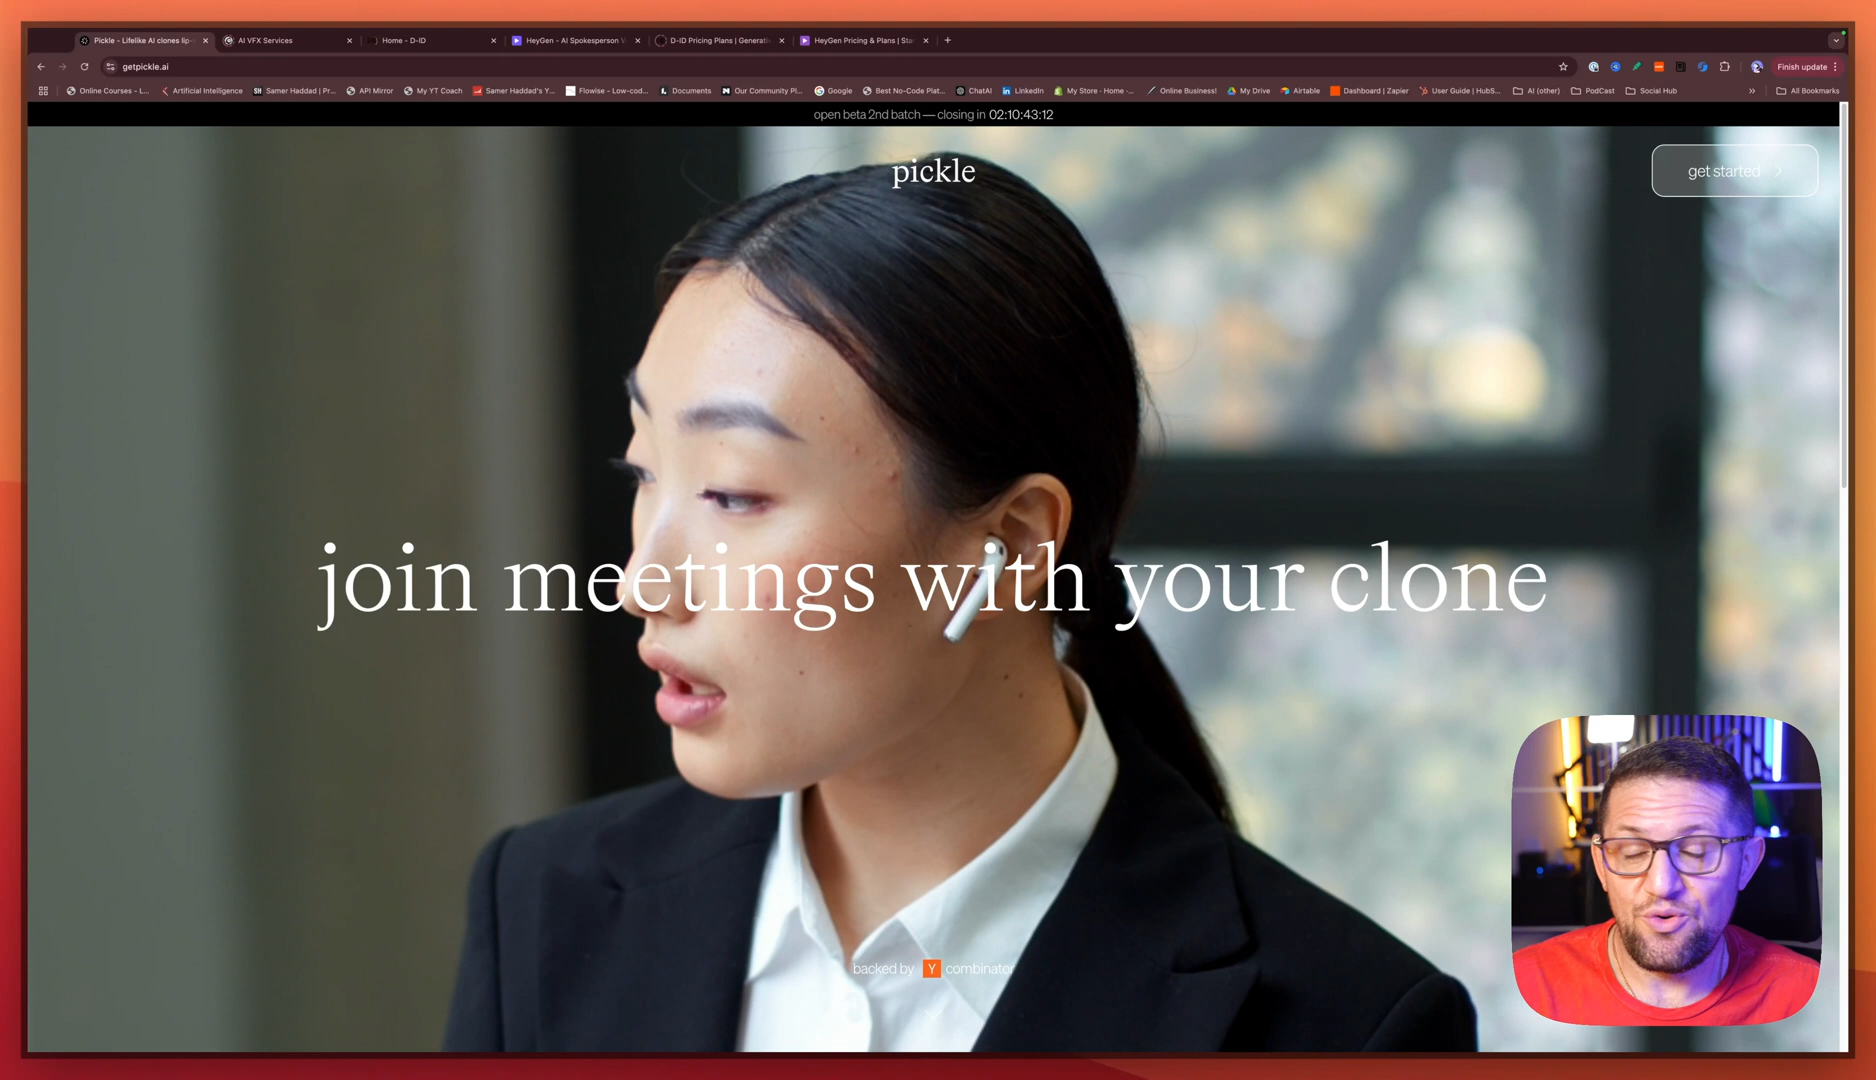 Pickle - Lifelike AI clones lip-
AI VFX Services
Home - D-ID
HeyGen - AI Spokesperson V
D-ID Pricing Plans | Generati
HeyGen Pricing & Plans | Sta
getpickle.ai
Finish update
Online Courses - L...
Artificial Intelligence
SH Samer Haddad | Pr...
API Mirror
My YT Coach
Samer Haddad's Y...
Flowise - Low-cod...
Documents
Our Community Pl...
Google
Best No-Code Plat...
ChatAI
LinkedIn
My Store · Home ·...
Online Business!
My Drive
Airtable
Dashboard | Zapier
User Guide | HubS...
AI (other)
PodCast
Social Hub
All Bookmarks
open beta 2nd batch — closing in 02:10:43:12
pickle
get started
join meetings with your clone
backed by Y combinator